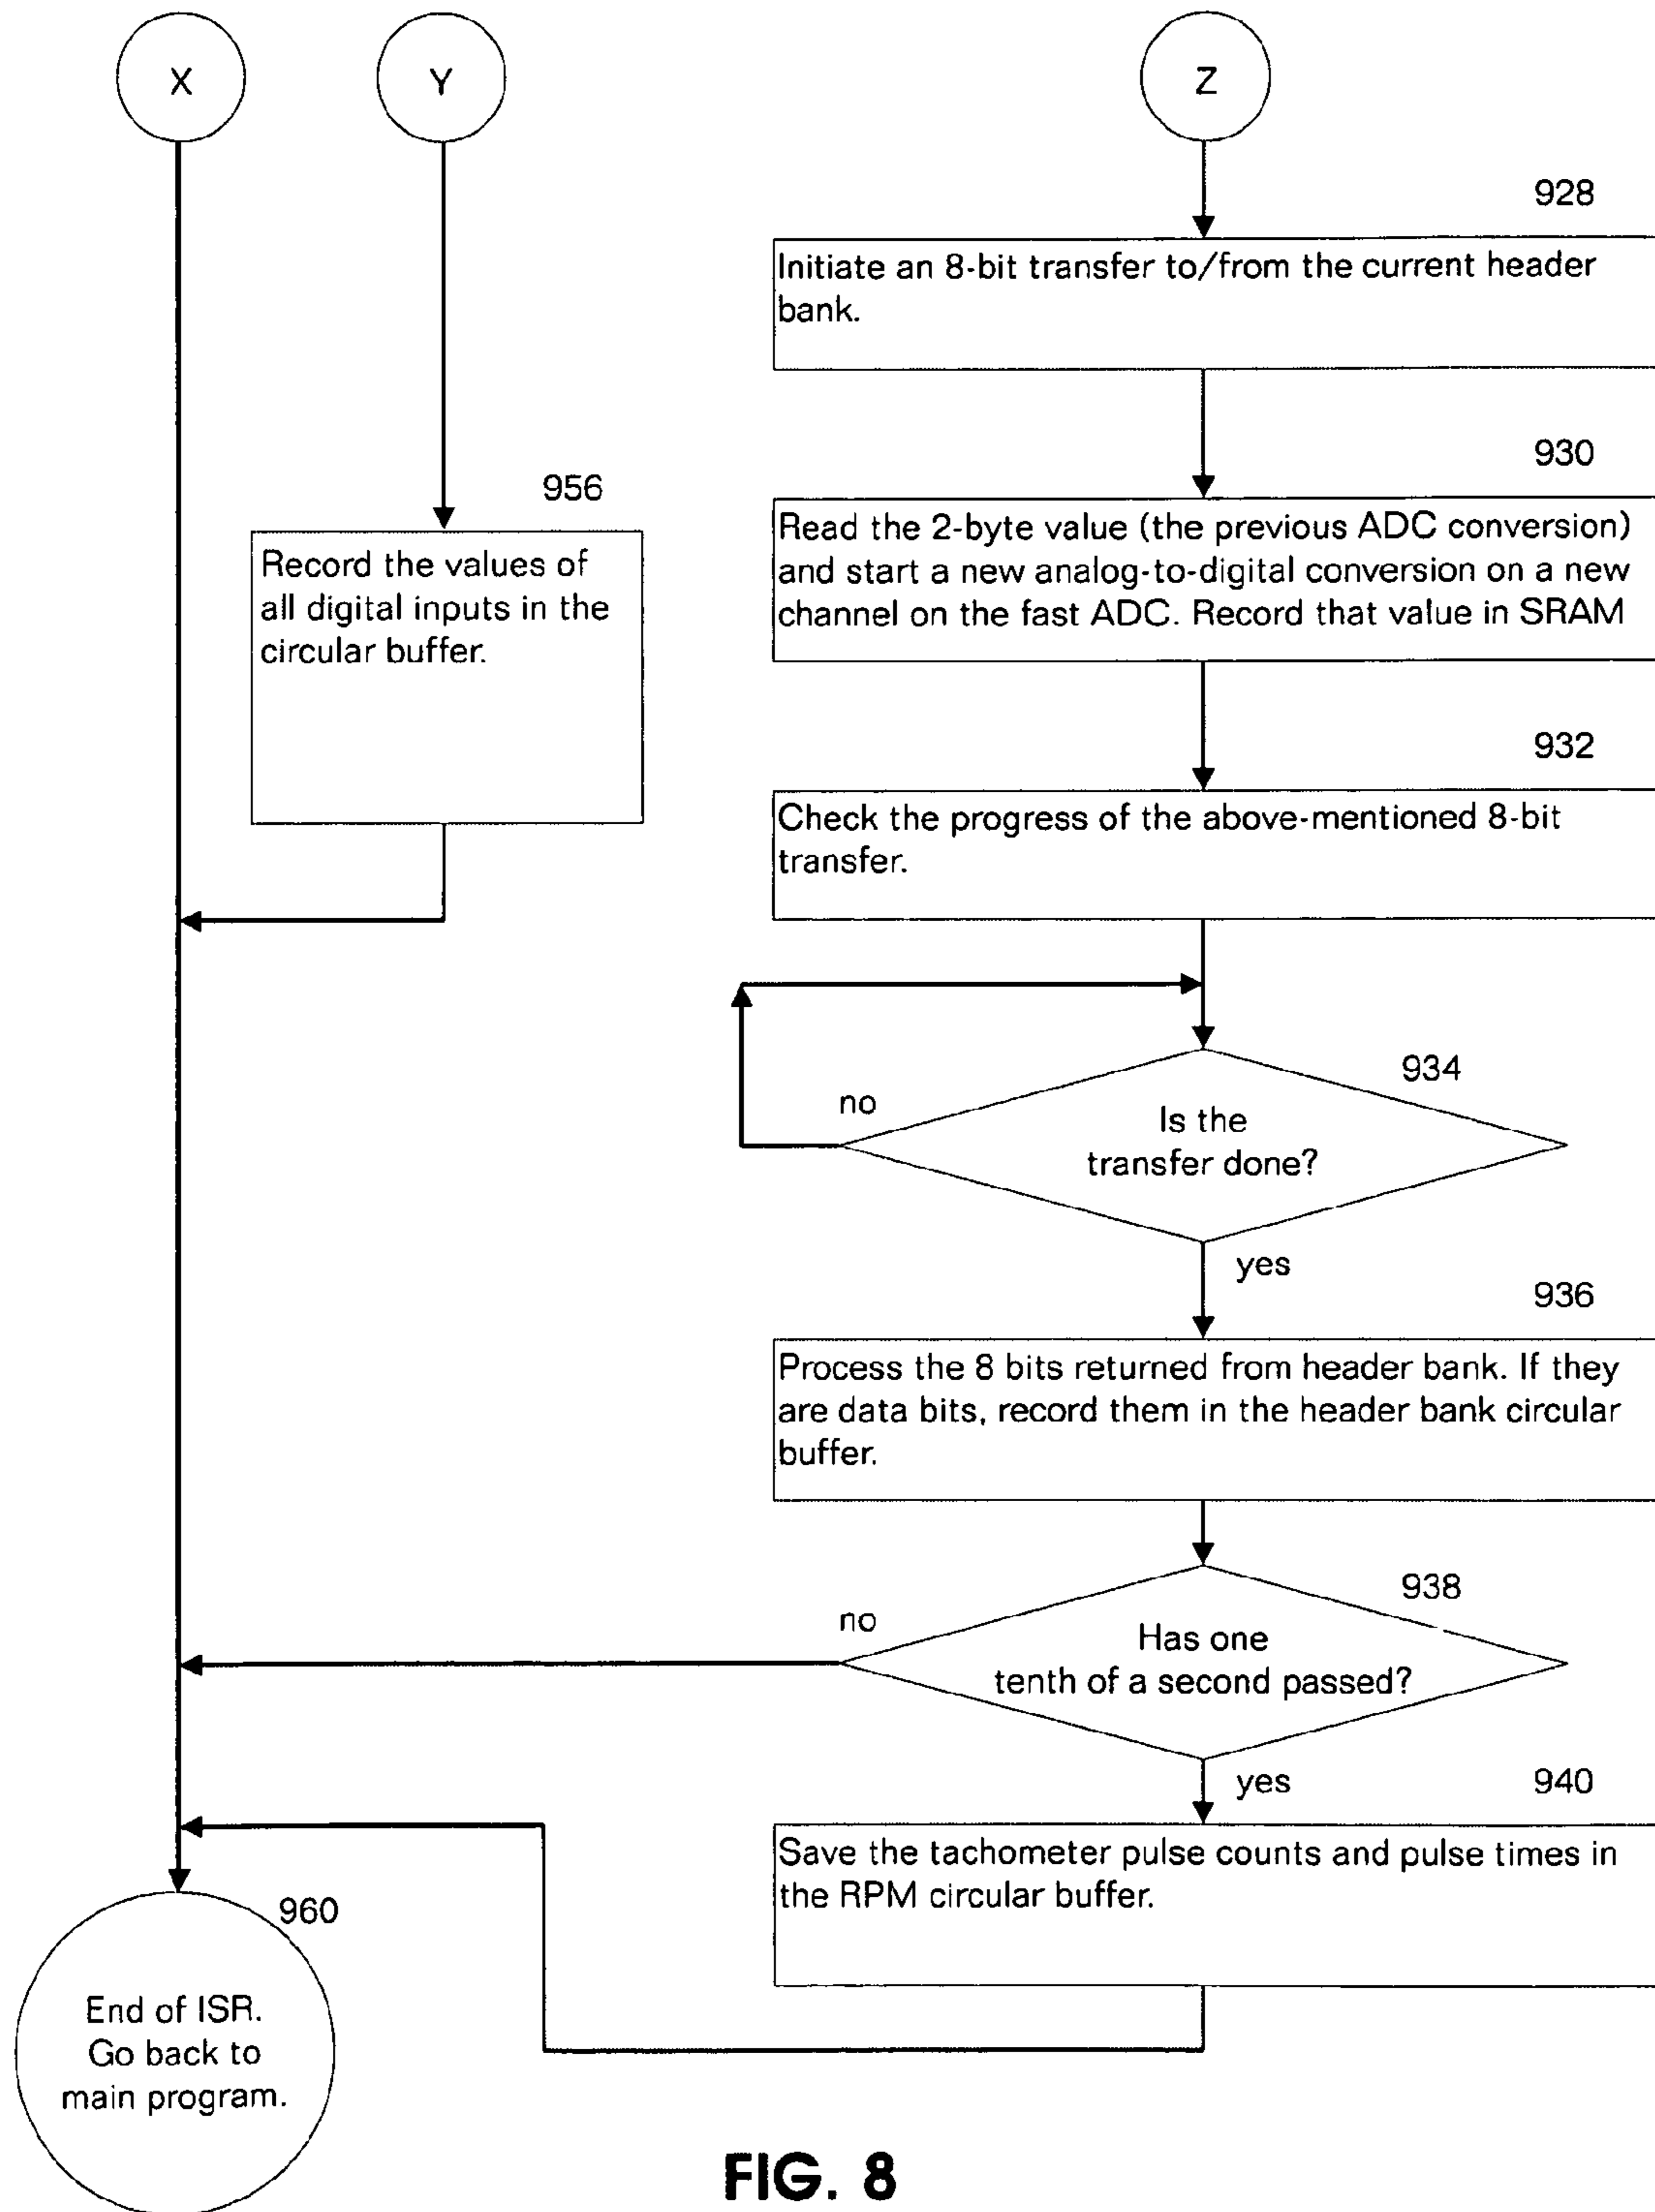 X
Y
Z
928
Initiate an 8-bit transfer to/from the current header
bank.
930
Read the 2-byte value (the previous ADC conversion)
and start a new analog-to-digital conversion on a new
channel on the fast ADC. Record that value in SRAM
956
Record the values of
all digital inputs in the
circular buffer.
932
Check the progress of the above-mentioned 8-bit
transfer.
934
no
Is the
transfer done?
yes
936
Process the 8 bits returned from header bank. If they
are data bits, record them in the header bank circular
buffer.
938
no
Has one
tenth of a second passed?
yes
940
Save the tachometer pulse counts and pulse times in
the RPM circular buffer.
960
End of ISR.
Go back to
main program.
FIG. 8